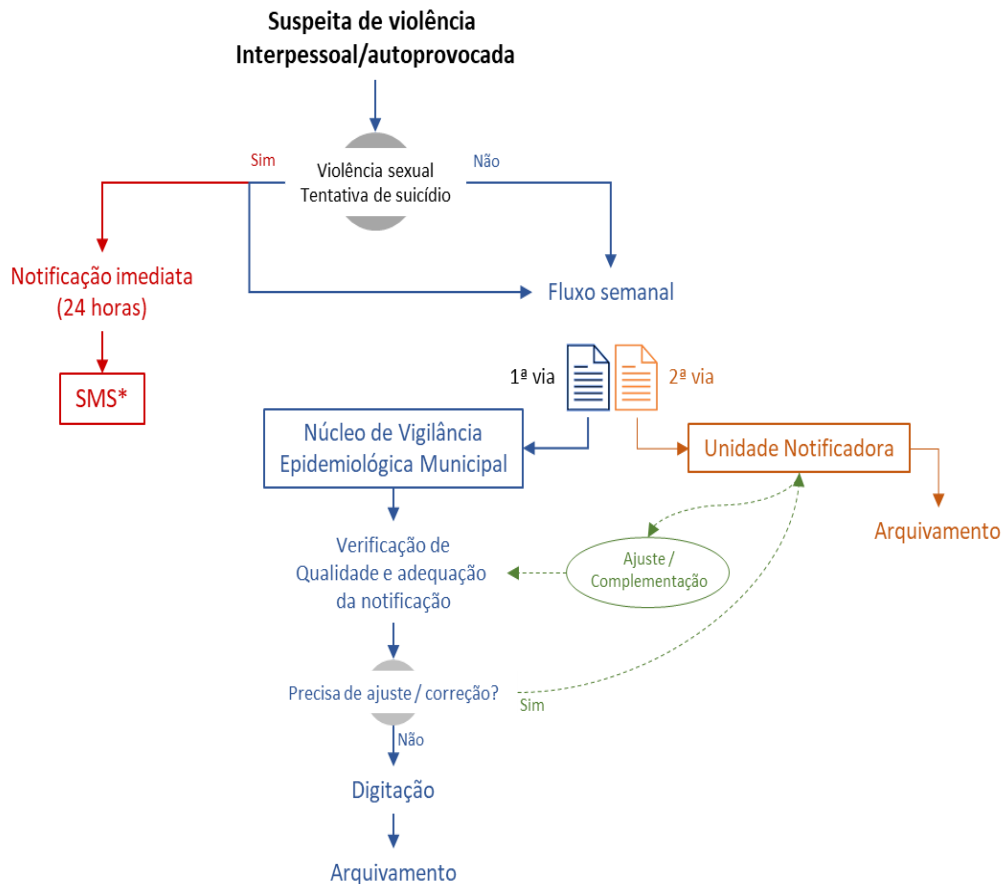 Suspeita de violência
Interpessoal/autoprovocada
Sim
Violência sexual
Tentativa de suicídio
Não
Notificação imediata
(24 horas)
Fluxo semanal
SMS*
1ª via
2ª via
Núcleo de Vigilância
Epidemiológica Municipal
Unidade Notificadora
Arquivamento
Verificação de
Qualidade e adequação
da notificação
Ajuste /
Complementação
Precisa de ajuste / correção?
Sim
Não
Digitação
Arquivamento